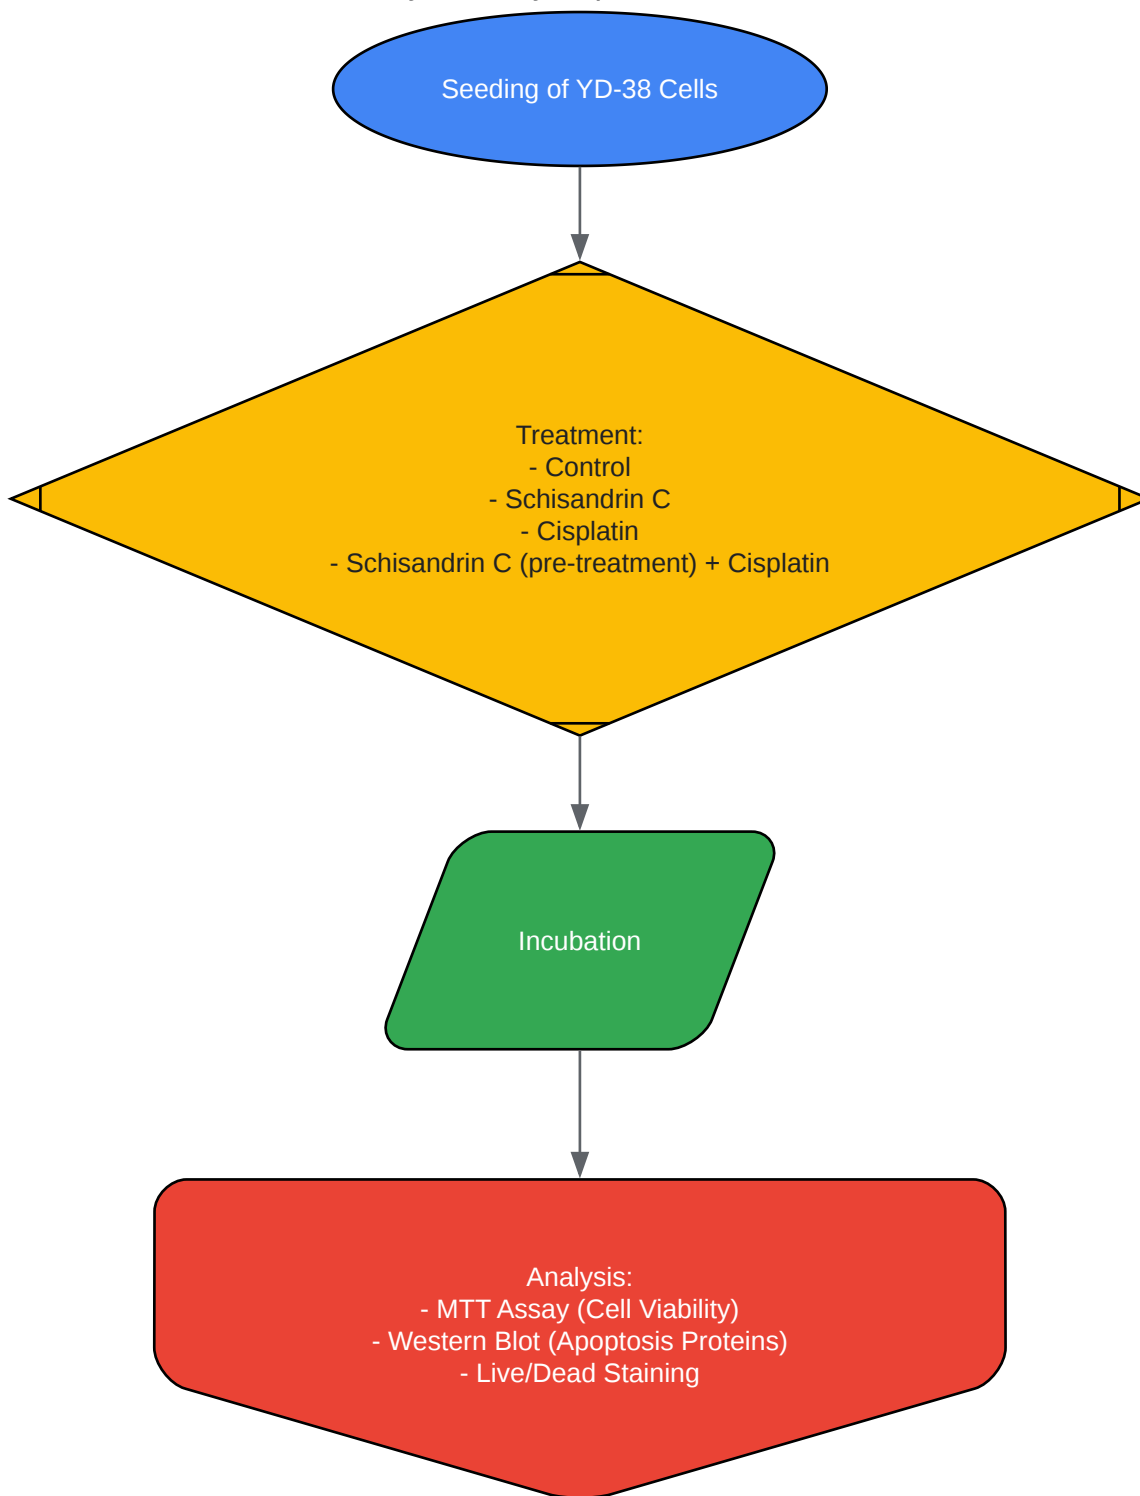 Seeding of YD-38 Cells
Treatment:
- Control
- Schisandrin C
- Cisplatin
- Schisandrin C (pre-treatment) + Cisplatin
Incubation
Analysis:
- MTT Assay (Cell Viability)
- Western Blot (Apoptosis Proteins)
- Live/Dead Staining